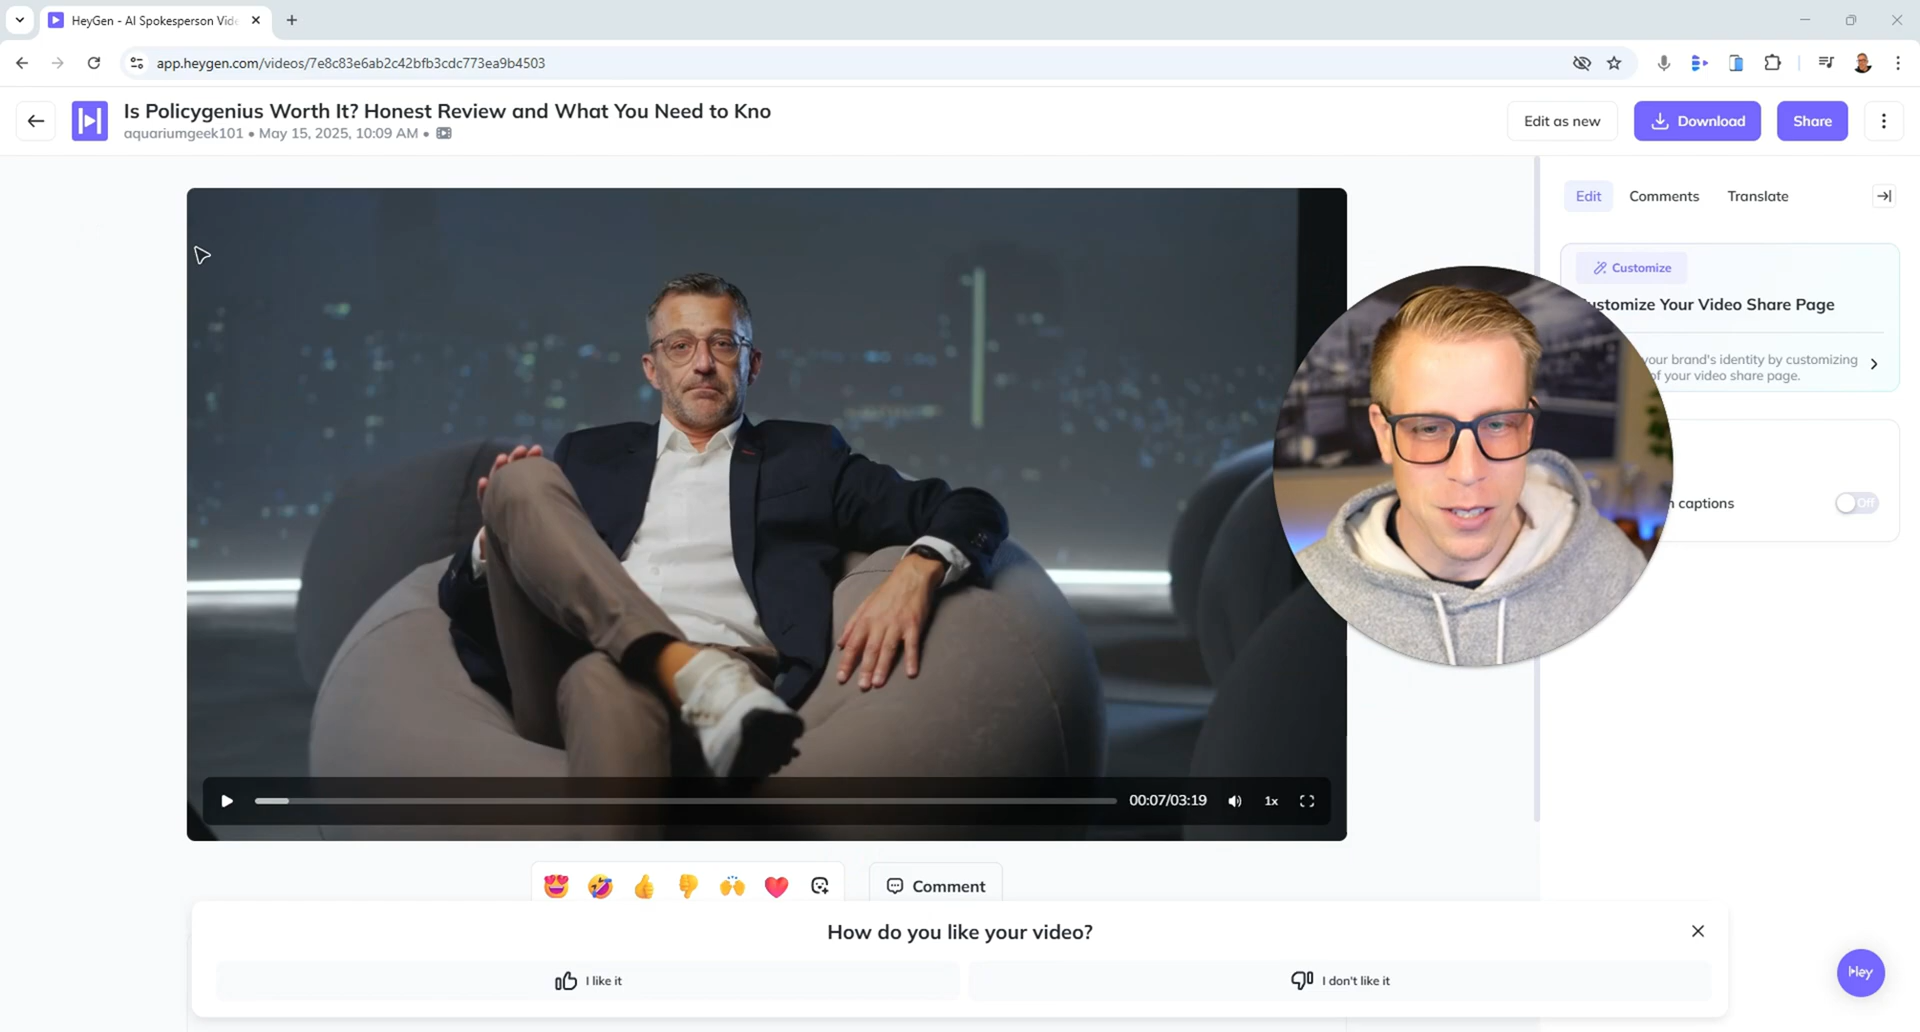 HeyGen - AI Spokesperson Vide
app.heygen.com/videos/7e8c83e6ab2c42bfb3cdc773ea9b4503
Is Policygenius Worth It? Honest Review and What You Need to Kno
aquariumgeek101 • May 15, 2025, 10:09 AM •
Edit as new
Download
Share
Edit
Comments
Translate
Customize
ustomize Your Video Share Page
your brand's identity by customizing
of your video share page.
captions
Off
00:07/03:19
1x
Comment
How do you like your video?
I like it
I don't like it
Hey